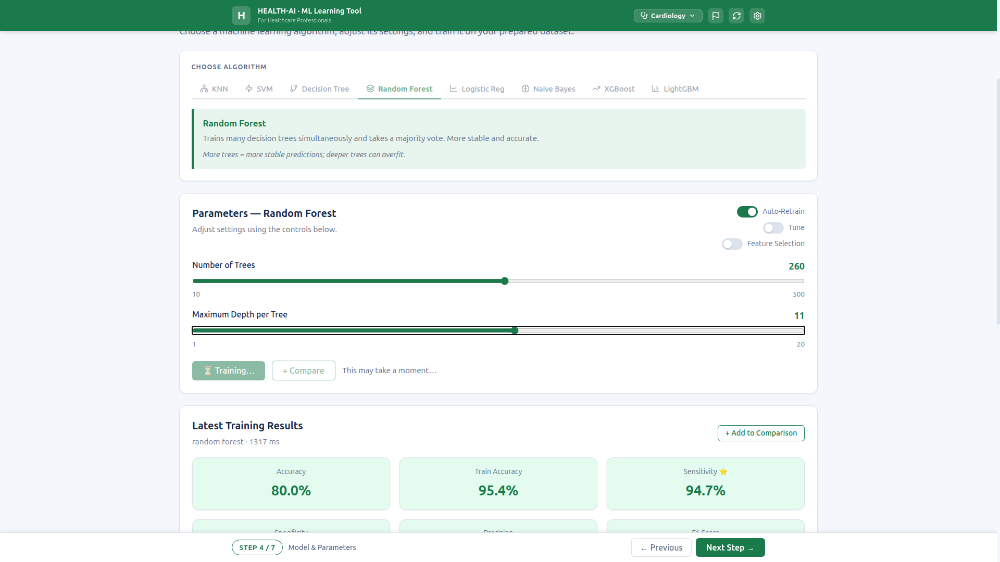 H
HEALTH-AI · ML Learning Tool
For Healthcare Professionals
Cardiology
Choose a machine learning algorithm, adjust its settings, and train it on your prepared dataset.
CHOOSE ALGORITHM
KNN
SVM
Decision Tree
Random Forest
Logistic Reg
Naive Bayes
XGBoost
LightGBM
Random Forest
Trains many decision trees simultaneously and takes a majority vote. More stable and accurate.
More trees = more stable predictions; deeper trees can overfit.
Parameters — Random Forest
Adjust settings using the controls below.
Auto-Retrain
Tune
Feature Selection
Number of Trees
260
10
500
Maximum Depth per Tree
11
1
20
⏳ Training…
+ Compare
This may take a moment…
Latest Training Results
random forest · 1317 ms
+ Add to Comparison
Accuracy
80.0%
Train Accuracy
95.4%
Sensitivity ⭐
94.7%
Specificity
Precision
F1 Score
STEP 4 / 7
Model & Parameters
← Previous
Next Step →